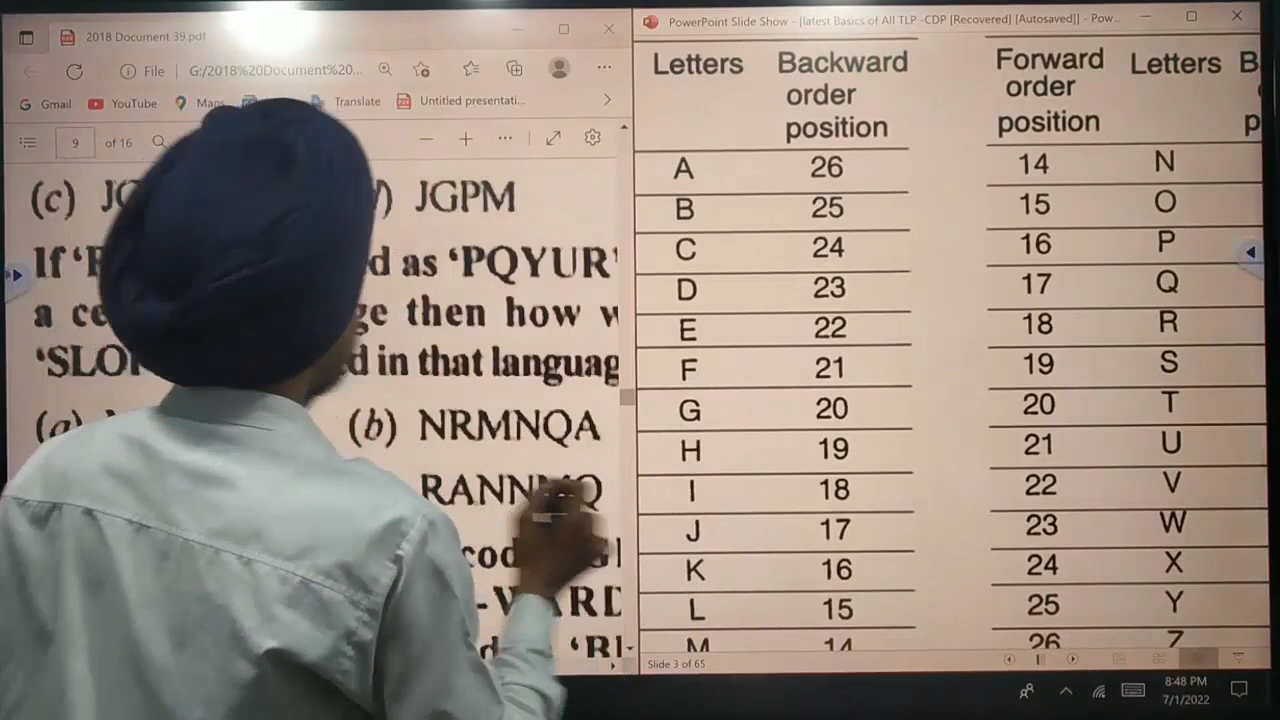 2018 Document 39.pdf
File
G:/2018%20Document%20...
Gmail
YouTube
Maps
Translate
Untitled presentati...
9 of 16
(c)
JGPM
If
d as ‘PQYUR’
a ce
ge then how w
‘SLO
d in that languag
(a)
(b) NRMNQA
RANNMQ
cod
PowerPoint Slide Show - [latest Basics of All TLP -CDP [Recovered] [Autosaved]] - Pow...
Letters Backward order position
A 26
B 25
C 24
D 23
E 22
F 21
G 20
H 19
I 18
J 17
K 16
L 15
M 14
Forward order position Letters
14 N
15 O
16 P
17 Q
18 R
19 S
20 T
21 U
22 V
23 W
24 X
25 Y
26 Z
Slide 3 of 65
8:48 PM
7/1/2022